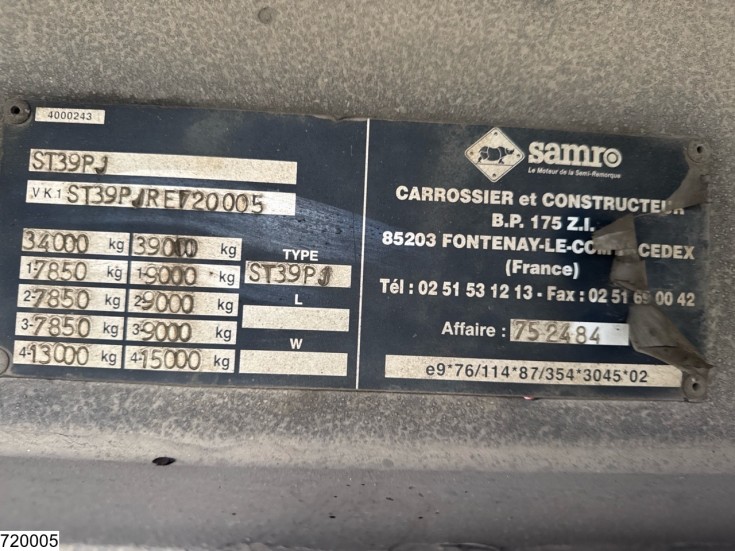 4000243
ST39PJ
VK1 ST39PJRE720005
34000 kg 39000 kg
1-7850 kg 1-9000 kg
2-7850 kg 2-9000 kg
3-7850 kg 3-9000 kg
4-13000 kg 4-15000 kg
TYPE
ST39PJ
L
W
samro
Le Moteur de la Semi-Remorque
CARROSSIER et CONSTRUCTEUR
B.P. 175 Z.I.
85203 FONTENAY-LE-COMTE CEDEX
(France)
Tél : 02 51 53 12 13 - Fax : 02 51 69 00 42
Affaire : 752484
e9*76/114*87/354*3045*02
720005